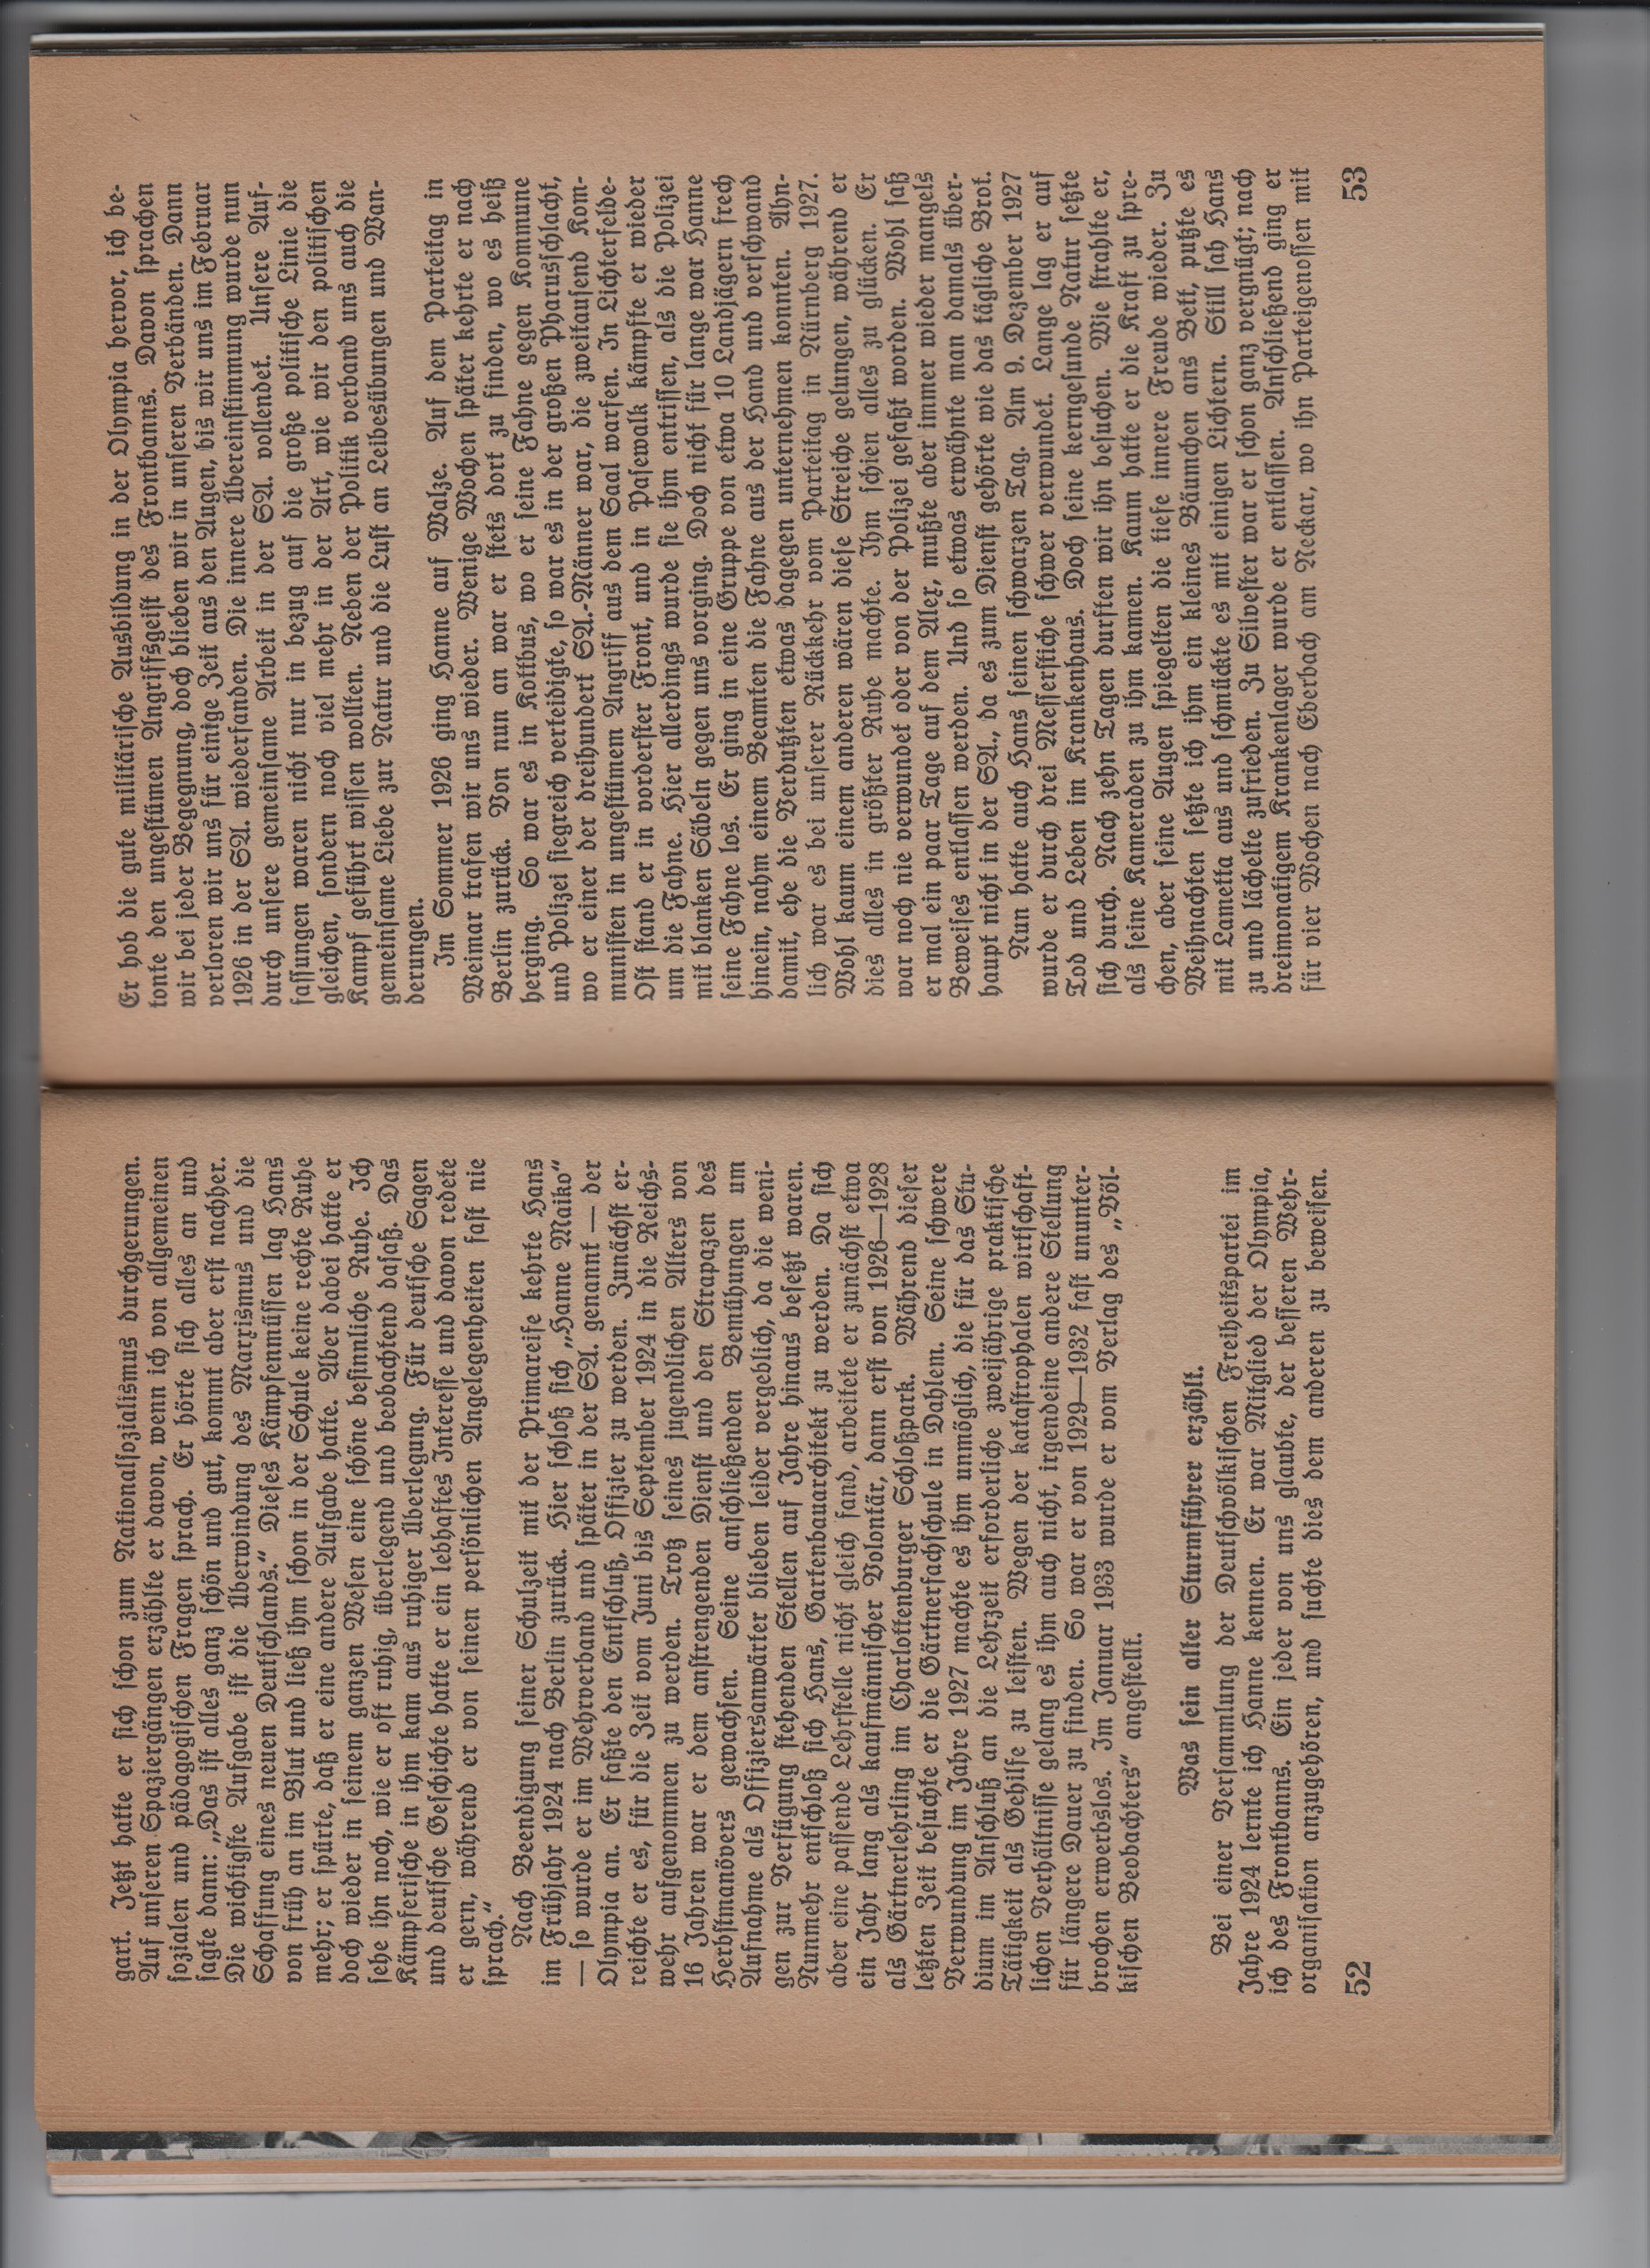 gart. Jetzt hatte er sich schon zum Nationalsozialismus durchgerungen.
Auf unseren Spaziergängen erzählte er davon, wenn ich von allgemeinen
sozialen und pädagogischen Fragen sprach. Er hörte sich alles an und
sagte dann: „Das ist alles ganz schön und gut, kommt aber erst nachher.
Die wichtigste Aufgabe ist die Überwindung des Marxismus und die
Schaffung eines neuen Deutschlands.“ Dieses Kämpfenmüssen lag Hans
von früh an im Blut und ließ ihm schon in der Schule keine rechte Ruhe
mehr; er spürte, daß er eine andere Aufgabe hatte. Aber dabei hatte er
doch wieder in seinem ganzen Wesen eine schöne besinnliche Ruhe. Ich
sehe ihn noch, wie er oft ruhig, überlegend und beobachtend dasaß. Das
Kämpferische in ihm kam aus ruhiger Überlegung. Für deutsche Sagen
und deutsche Geschichte hatte er ein lebhaftes Interesse und davon redete
er gern, während er von seinen persönlichen Angelegenheiten fast nie
sprach.“
Nach Beendigung seiner Schulzeit mit der Primareife kehrte Hans
im Frühjahr 1924 nach Berlin zurück. Hier schloß sich „Hanne Maiko“
— so wurde er im Wehrverband und später in der SA. genannt — der
Olympia an. Er faßte den Entschluß, Offizier zu werden. Zunächst er-
reichte er es, für die Zeit vom Juni bis September 1924 in die Reichs-
wehr aufgenommen zu werden. Trotz seines jugendlichen Alters von
16 Jahren war er dem anstrengenden Dienst und den Strapazen des
Herbstmanövers gewachsen. Seine anschließenden Bemühungen um
Aufnahme als Offiziersanwärter blieben leider vergeblich, da die weni-
gen zur Verfügung stehenden Stellen auf Jahre hinaus besetzt waren.
Nunmehr entschloß sich Hans, Gartenbauarchitekt zu werden. Da sich
aber eine passende Lehrstelle nicht gleich fand, arbeitete er zunächst etwa
ein Jahr lang als kaufmännischer Volontär, dann erst von 1926—1928
als Gärtnerlehrling im Charlottenburger Schloßpark. Während dieser
letzten Zeit besuchte er die Gärtnerfachschule in Dahlem. Seine schwere
Verwundung im Jahre 1927 machte es ihm unmöglich, die für das Stu-
dium im Anschluß an die Lehrzeit erforderliche zweijährige praktische
Tätigkeit als Gehilfe zu leisten. Wegen der katastrophalen wirtschaft-
lichen Verhältnisse gelang es ihm auch nicht, irgendeine andere Stellung
für längere Dauer zu finden. So war er von 1929—1932 fast ununter-
brochen erwerbslos. Im Januar 1933 wurde er vom Verlag des „Völ-
kischen Beobachters“ angestellt.
Was sein alter Sturmführer erzählt.
Bei einer Versammlung der Deutschvölkischen Freiheitspartei im
Jahre 1924 lernte ich Hanne kennen. Er war Mitglied der Olympia,
ich des Frontbanns. Ein jeder von uns glaubte, der besseren Wehr-
organisation anzugehören, und suchte dies dem anderen zu beweisen.
52
Er hob die gute militärische Ausbildung in der Olympia hervor, ich be-
tonte den ungestümen Angriffsgeist des Frontbanns. Davon sprachen
wir bei jeder Begegnung, doch blieben wir in unseren Verbänden. Dann
verloren wir uns für einige Zeit aus den Augen, bis wir uns im Februar
1926 in der SA. wiederfanden. Die innere Übereinstimmung wurde nun
durch unsere gemeinsame Arbeit in der SA. vollendet. Unsere Auf-
fassungen waren nicht nur in bezug auf die große politische Linie die
gleichen, sondern noch viel mehr in der Art, wie wir den politischen
Kampf geführt wissen wollten. Neben der Politik verband uns auch die
gemeinsame Liebe zur Natur und die Lust an Leibesübungen und Wan-
derungen.
Im Sommer 1926 ging Hanne auf Walze. Auf dem Parteitag in
Weimar trafen wir uns wieder. Wenige Wochen später kehrte er nach
Berlin zurück. Von nun an war er stets dort zu finden, wo es heiß
herging. So war es in Kottbus, wo er seine Fahne gegen Kommune
und Polizei siegreich verteidigte, so war es in der großen Pharusschlacht,
wo er einer der dreihundert SA.-Männer war, die zweitausend Kom-
munisten in ungestümem Angriff aus dem Saal warfen. In Lichterfelde-
Ost stand er in vorderster Front, und in Pasewalk kämpfte er wieder
um die Fahne. Hier allerdings wurde sie ihm entrissen, als die Polizei
mit blanken Säbeln gegen uns vorging. Doch nicht für lange war Hanne
seine Fahne los. Er ging in eine Gruppe von etwa 10 Landjägern frech
hinein, nahm einem Beamten die Fahne aus der Hand und verschwand
damit, ehe die Verdutzten etwas dagegen unternehmen konnten. Ähn-
lich war es bei unserer Rückkehr vom Parteitag in Nürnberg 1927.
Wohl kaum einem anderen wären diese Streiche gelungen, während er
dies alles in größter Ruhe machte. Ihm schien alles zu glücken. Er
war noch nie verwundet oder von der Polizei gefaßt worden. Wohl saß
er mal ein paar Tage auf dem Alex, mußte aber immer wieder mangels
Beweises entlassen werden. Und so etwas erwähnte man damals über-
haupt nicht in der SA., da es zum Dienst gehörte wie das tägliche Brot.
Nun hatte auch Hans seinen schwarzen Tag. Am 9. Dezember 1927
wurde er durch drei Messerstiche schwer verwundet. Lange lag er auf
Tod und Leben im Krankenhaus. Doch seine kerngesunde Natur setzte
sich durch. Nach zehn Tagen durften wir ihn besuchen. Wie strahlte er,
als seine Kameraden zu ihm kamen. Kaum hatte er die Kraft zu spre-
chen, aber seine Augen spiegelten die tiefe innere Freude wieder. Zu
Weihnachten setzte ich ihm ein kleines Bäumchen ans Bett, putzte es
mit Lametta aus und schmückte es mit einigen Lichtern. Still sah Hans
zu und lächelte zufrieden. Zu Silvester war er schon ganz vergnügt; nach
dreimonatigem Krankenlager wurde er entlassen. Anschließend ging er
für vier Wochen nach Eberbach am Neckar, wo ihn Parteigenossen mit
53